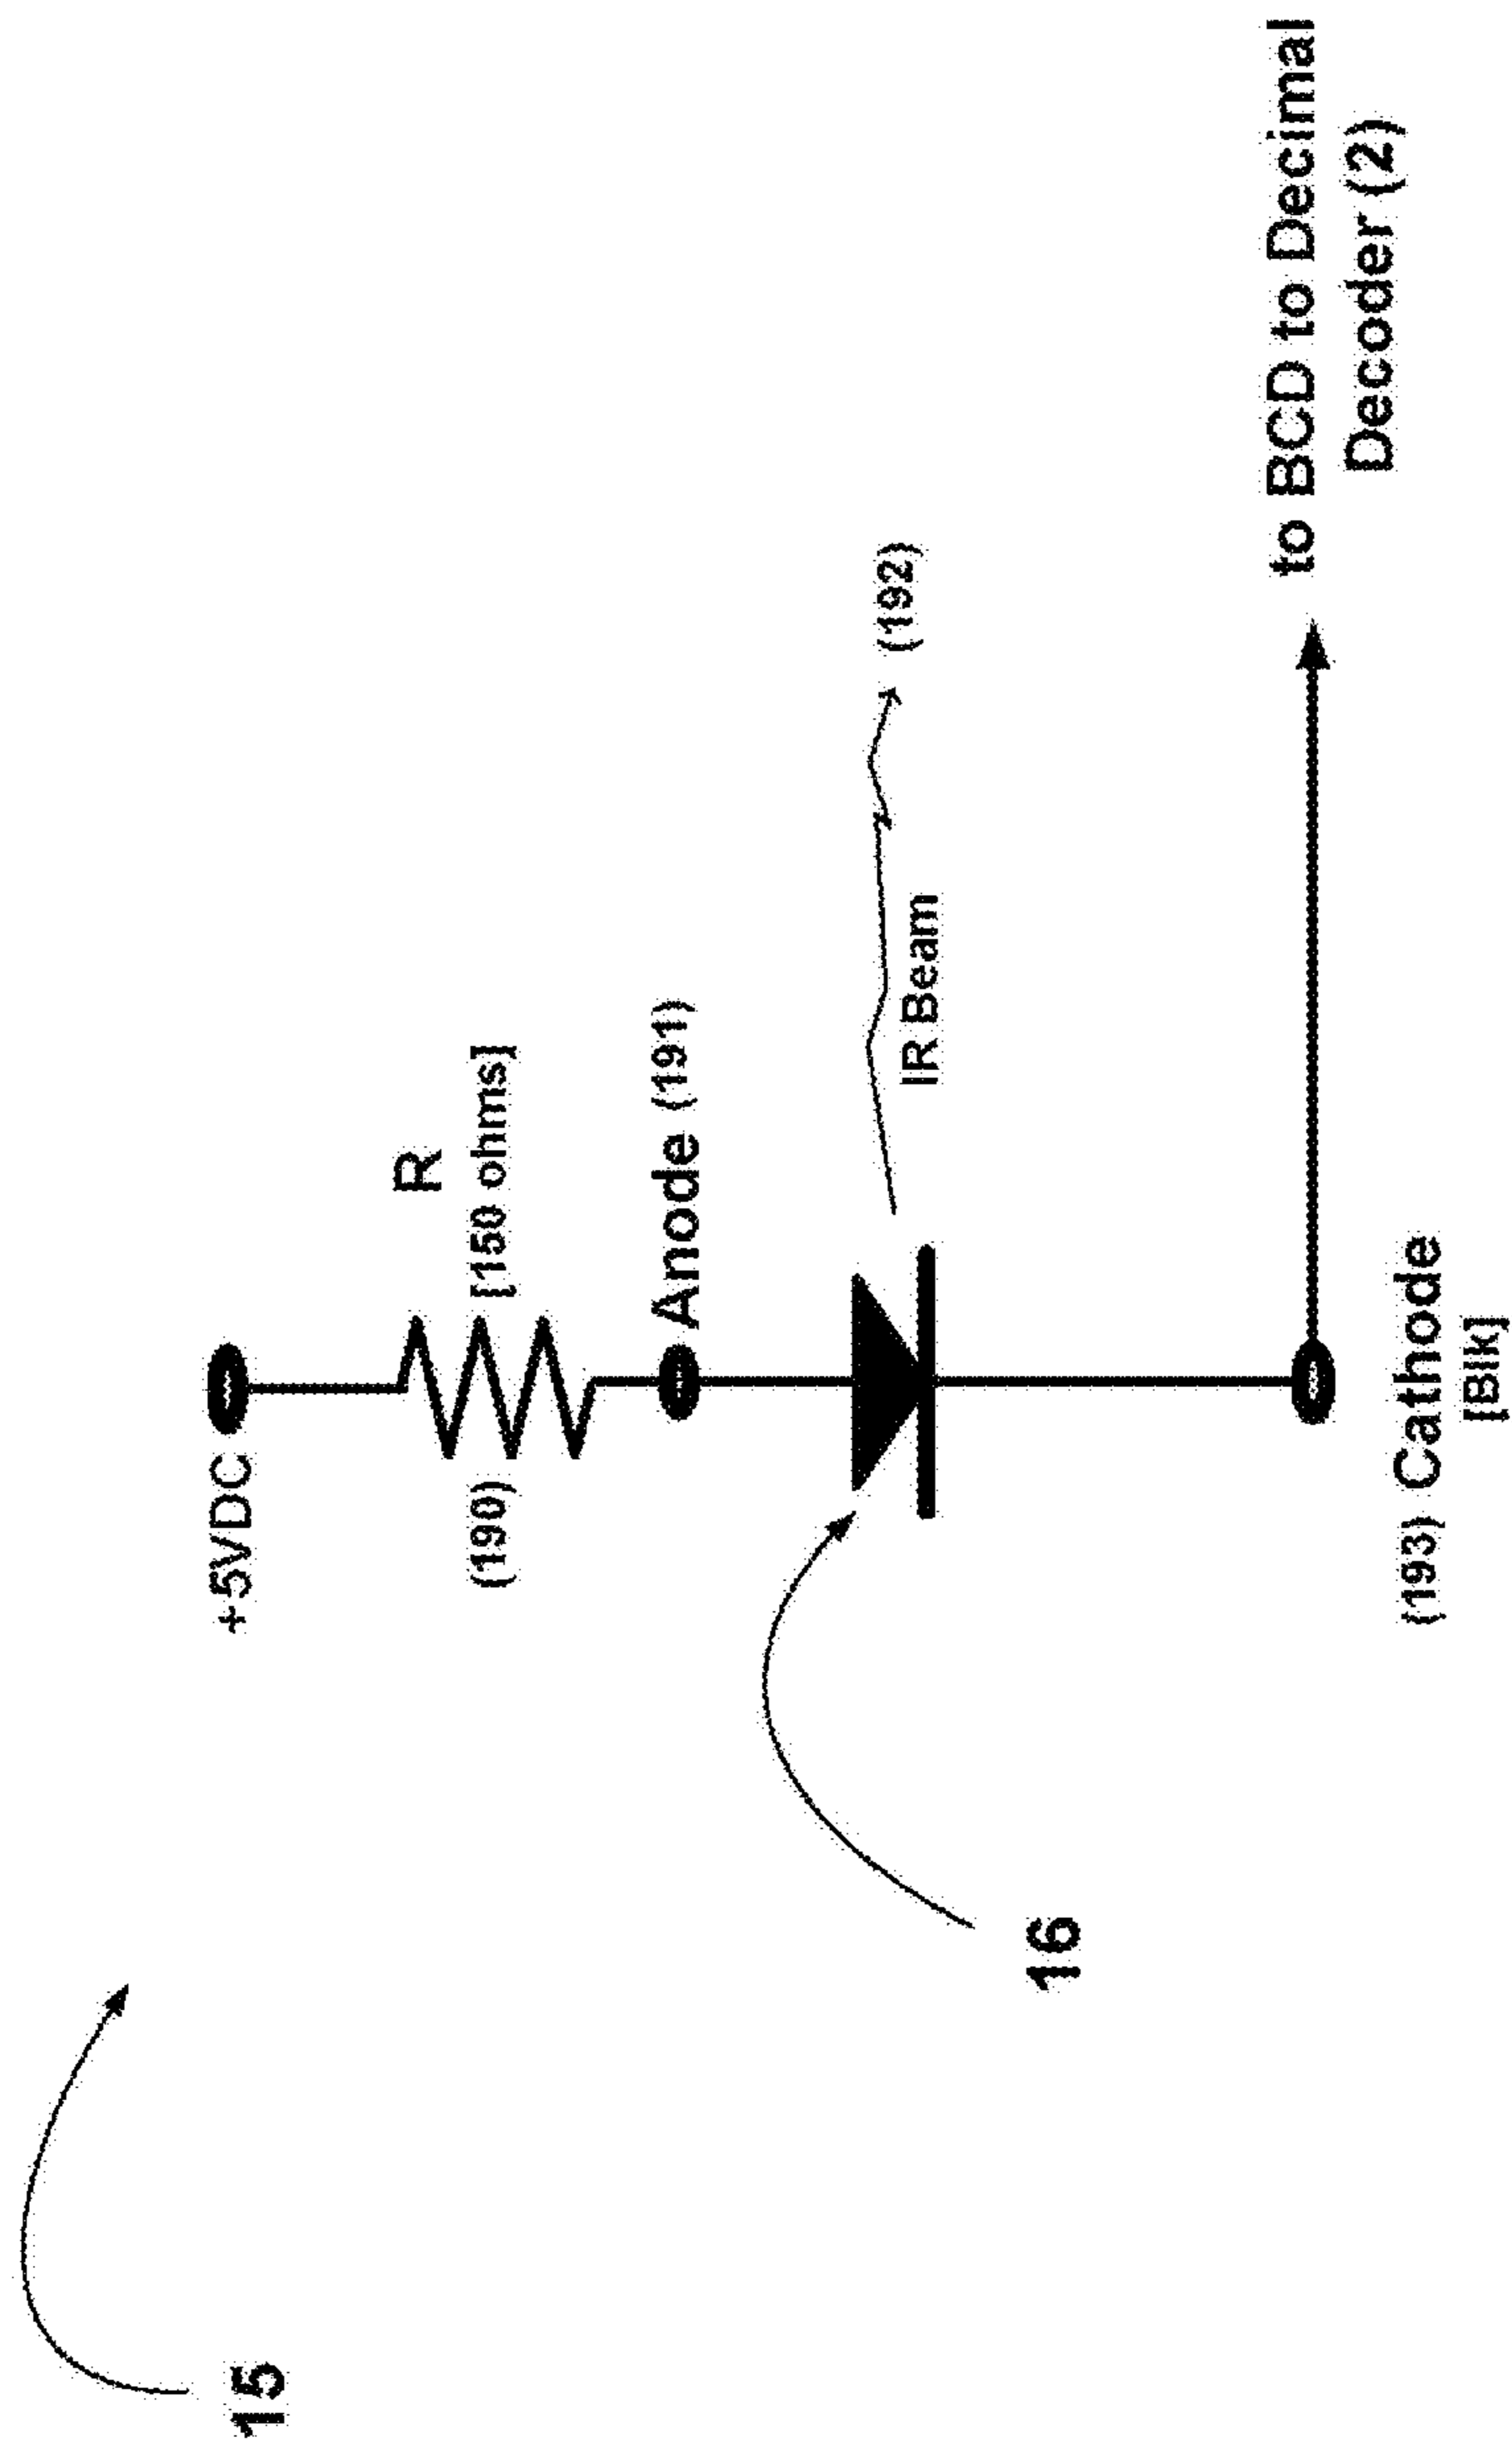 15
+5VDC
R
(190)
[150 ohms]
Anode (191)
16
IR Beam
(192)
to BCD to Decimal
Decoder (2)
(193) Cathode
[Blk]